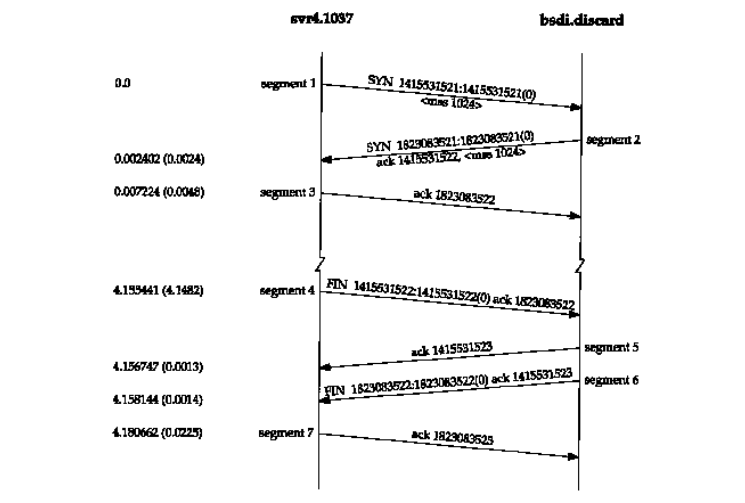 svr4.1037 bsdi.discard
0.0 segment 1 SYN 1415531521:1415531521(0)
<mss 1024>
SYN 1823083521:1823083521(0) segment 2
0.002402 (0.0024) ack 1415531522, <mss 1024>
0.007224 (0.0048) segment 3 ack 1823083522
4.155441 (4.1482) segment 4 FIN 1415531522:1415531522(0) ack 1823083522
ack 1415531523 segment 5
4.156747 (0.0013)
FIN 1823083522:1823083522(0) ack 1415531523 segment 6
4.158144 (0.0014)
4.180662 (0.0225) segment 7 ack 1823083523